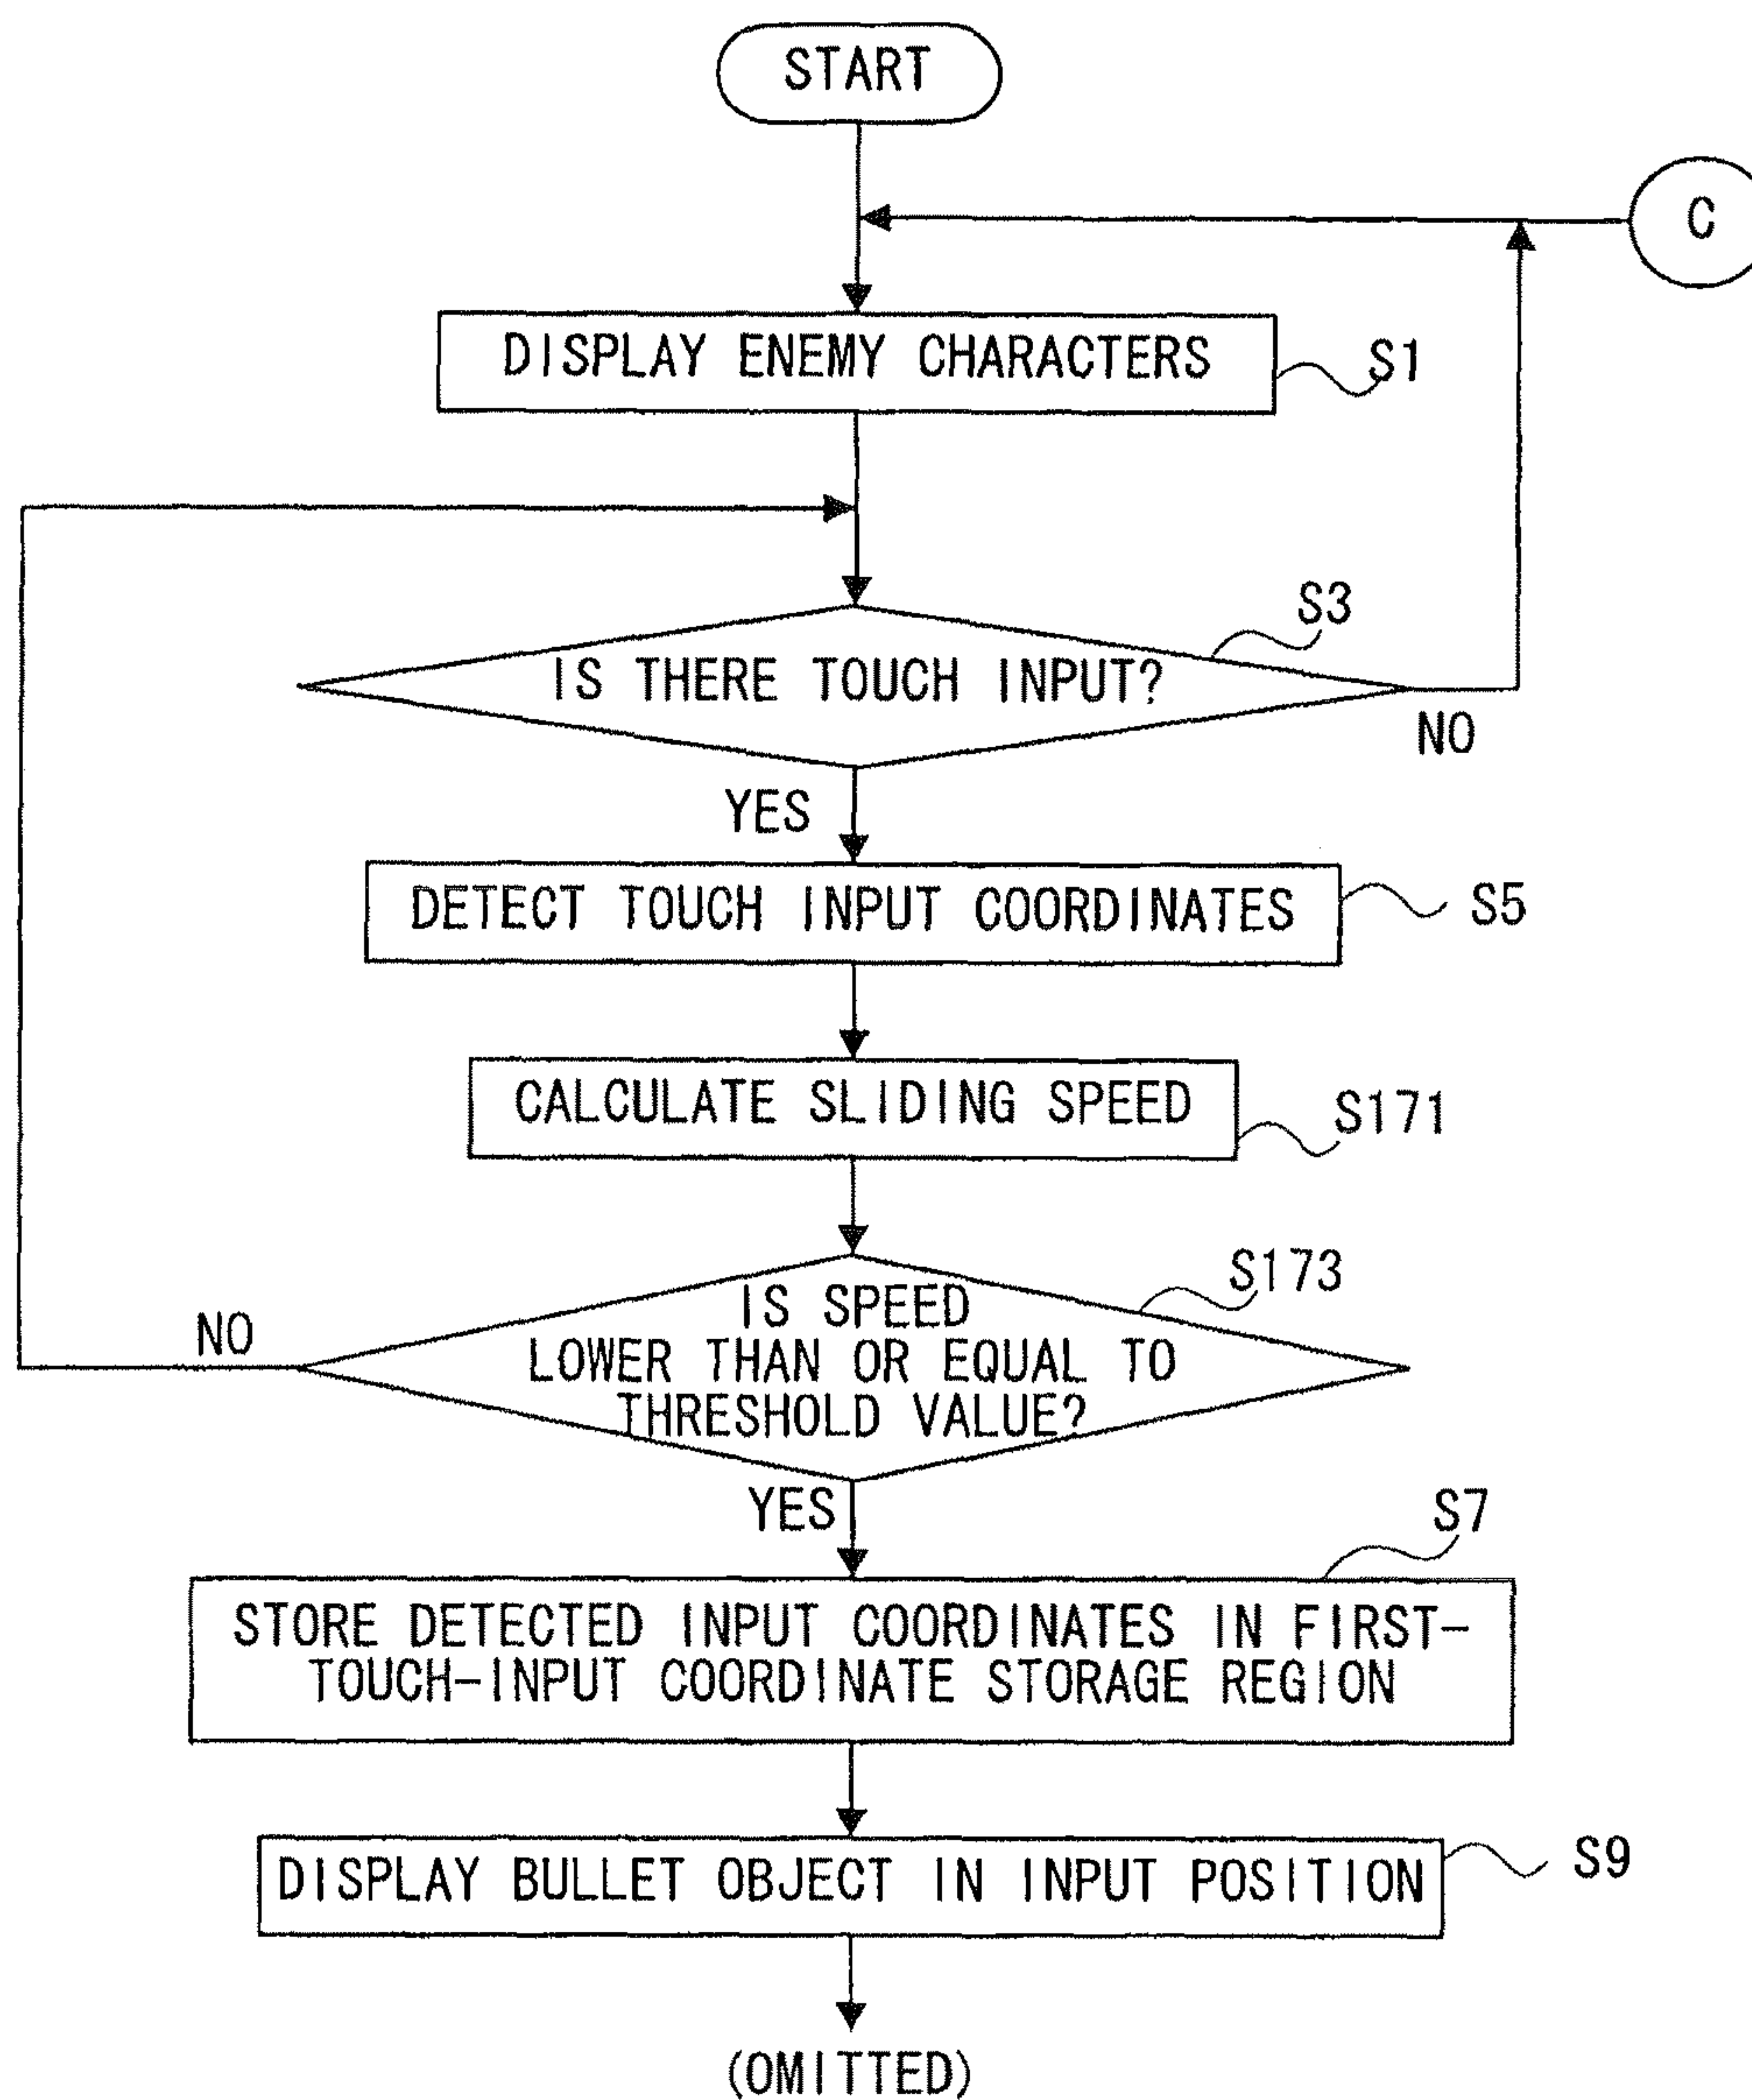 START
C
DISPLAY ENEMY CHARACTERS
S1
S3
IS THERE TOUCH INPUT?
NO
YES
DETECT TOUCH INPUT COORDINATES
S5
CALCULATE SLIDING SPEED
S171
S173
IS SPEED
LOWER THAN OR EQUAL TO
THRESHOLD VALUE?
NO
YES
S7
STORE DETECTED INPUT COORDINATES IN FIRST-
TOUCH-INPUT COORDINATE STORAGE REGION
DISPLAY BULLET OBJECT IN INPUT POSITION
S9
(OMITTED)